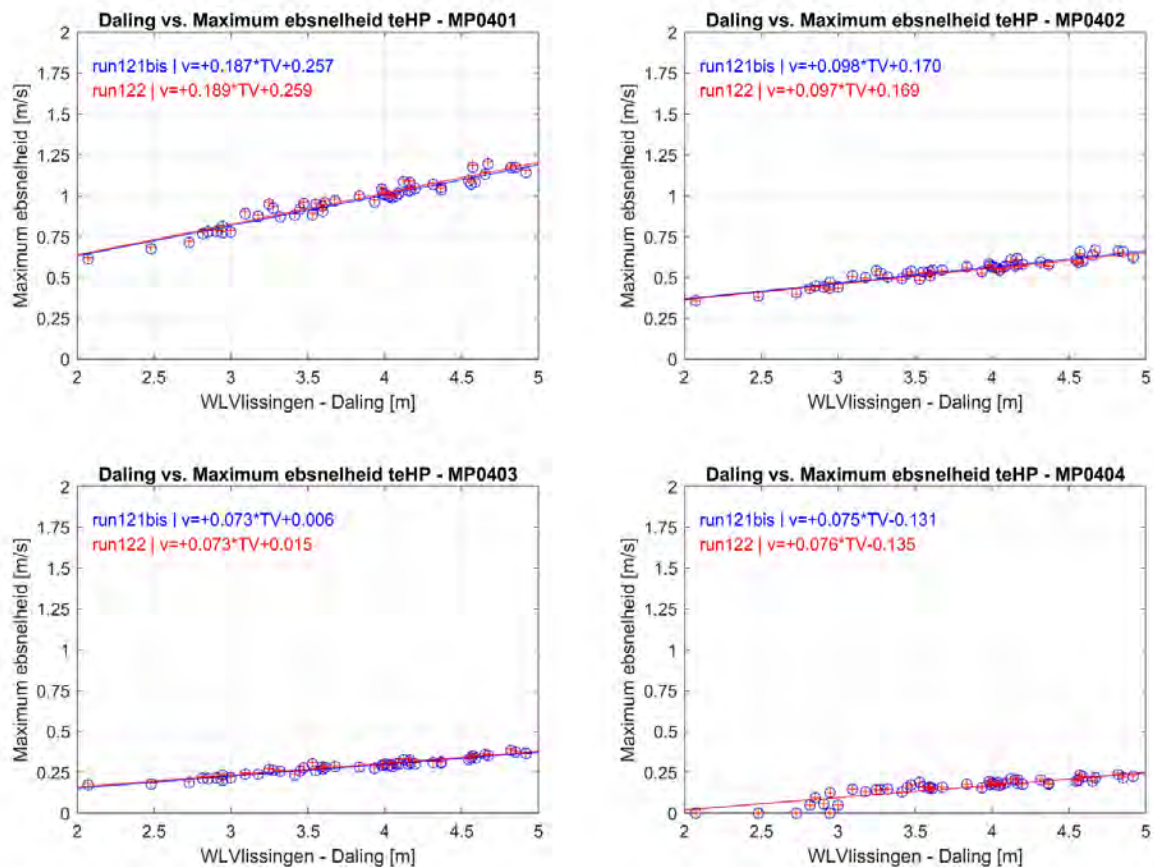 Daling vs. Maximum ebsnelheid teHP - MP0401
run121bis | v=+0.187*TV+0.257
run122 | v=+0.189*TV+0.259
Maximum ebsnelheid [m/s]
2
1.75
1.5
1.25
1
0.75
0.5
0.25
0
2 2.5 3 3.5 4 4.5 5
WLVlissingen - Daling [m]
Daling vs. Maximum ebsnelheid teHP - MP0402
run121bis | v=+0.098*TV+0.170
run122 | v=+0.097*TV+0.169
Maximum ebsnelheid [m/s]
2
1.75
1.5
1.25
1
0.75
0.5
0.25
0
2 2.5 3 3.5 4 4.5 5
WLVlissingen - Daling [m]
Daling vs. Maximum ebsnelheid teHP - MP0403
run121bis | v=+0.073*TV+0.006
run122 | v=+0.073*TV+0.015
Maximum ebsnelheid [m/s]
2
1.75
1.5
1.25
1
0.75
0.5
0.25
0
2 2.5 3 3.5 4 4.5 5
WLVlissingen - Daling [m]
Daling vs. Maximum ebsnelheid teHP - MP0404
run121bis | v=+0.075*TV-0.131
run122 | v=+0.076*TV-0.135
Maximum ebsnelheid [m/s]
2
1.75
1.5
1.25
1
0.75
0.5
0.25
0
2 2.5 3 3.5 4 4.5 5
WLVlissingen - Daling [m]